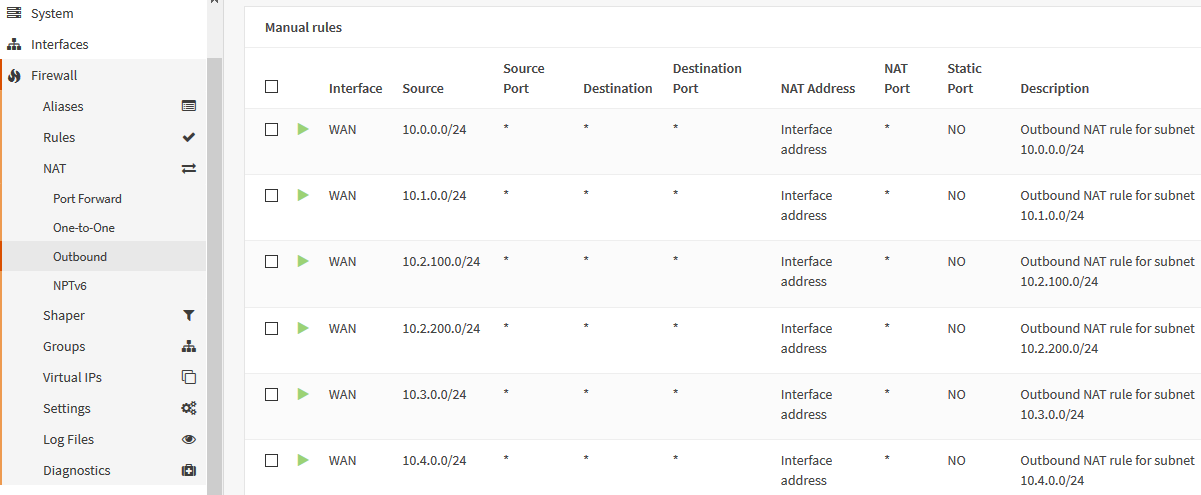 System
Interfaces
Firewall
Aliases
Rules
NAT
Port Forward
One-to-One
Outbound
NPTv6
Shaper
Groups
Virtual IPs
Settings
Log Files
Diagnostics
Manual rules
Interface Source Source Port Destination Destination Port NAT Address NAT Port Static Port Description
WAN 10.0.0.0/24 * * * Interface * NO Outbound NAT rule for subnet
address 10.0.0.0/24
WAN 10.1.0.0/24 * * * Interface * NO Outbound NAT rule for subnet
address 10.1.0.0/24
WAN 10.2.100.0/24 * * * Interface * NO Outbound NAT rule for subnet
address 10.2.100.0/24
WAN 10.2.200.0/24 * * * Interface * NO Outbound NAT rule for subnet
address 10.2.200.0/24
WAN 10.3.0.0/24 * * * Interface * NO Outbound NAT rule for subnet
address 10.3.0.0/24
WAN 10.4.0.0/24 * * * Interface * NO Outbound NAT rule for subnet
address 10.4.0.0/24